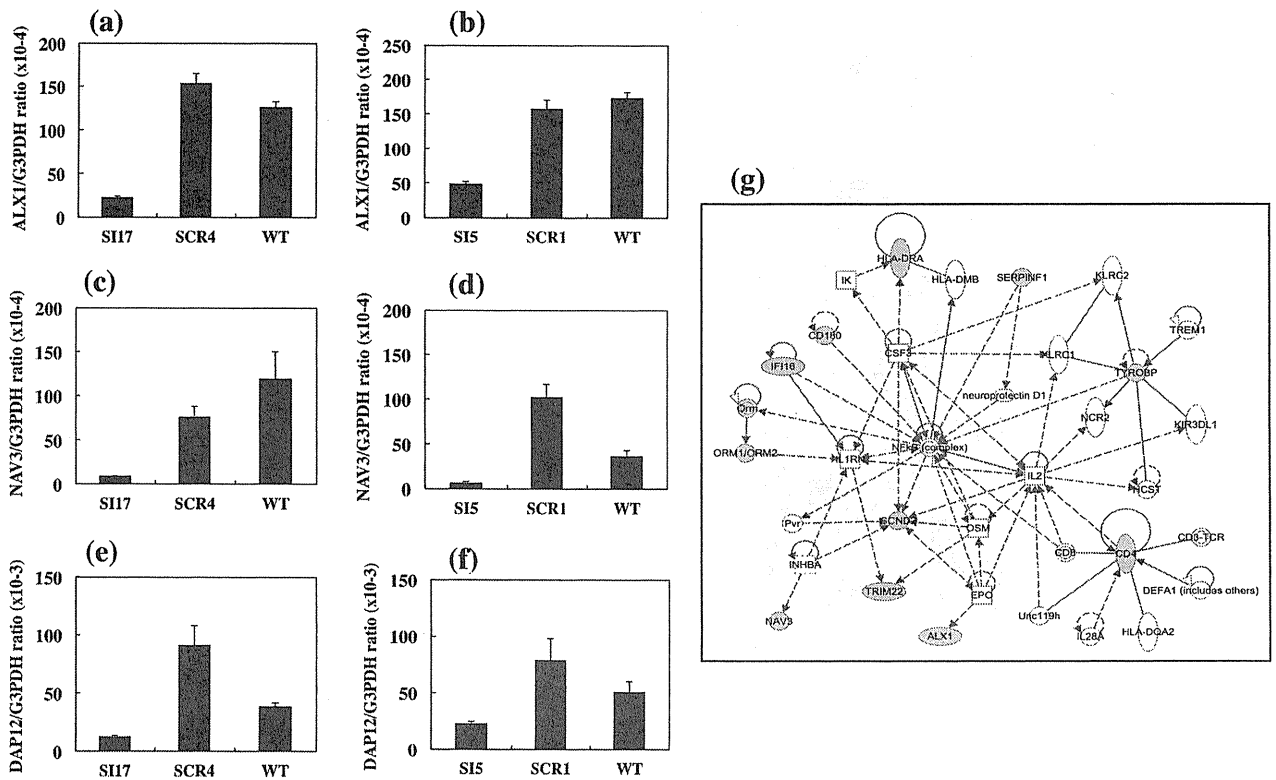 (a)
ALX1/G3PDH ratio (x10-4)
200
150
100
50
0
SI17 SCR4 WT
(b)
ALX1/G3PDH ratio (x10-4)
250
200
150
100
50
0
SI5 SCR1 WT
(c)
NAV3/G3PDH ratio (x10-4)
200
150
100
50
0
SI17 SCR4 WT
(d)
NAV3/G3PDH ratio (x10-4)
200
150
100
50
0
SI5 SCR1 WT
(e)
DAP12/G3PDH ratio (x10-3)
150
100
50
0
SI17 SCR4 WT
(f)
DAP12/G3PDH ratio (x10-3)
150
100
50
0
SI5 SCR1 WT
(g)
HLA-DRA
IK
HLA-DMB
SERPINF1
KLRC2
CD180
TREM1
CSF3
KLRC1
IFI16
TYROBP
neuroprotectin D1
Orm
NCR2
KIR3DL1
ORM1/ORM2
IL1RN
NFkB (complex)
IL2
HCST
Pvr
CCND2
OSM
CD8
CD4
CD3-TCR
INHBA
TRIM22
EPO
DEFA1 (includes others)
NAV3
ALX1
Unc119h
IL28A
HLA-DQA2